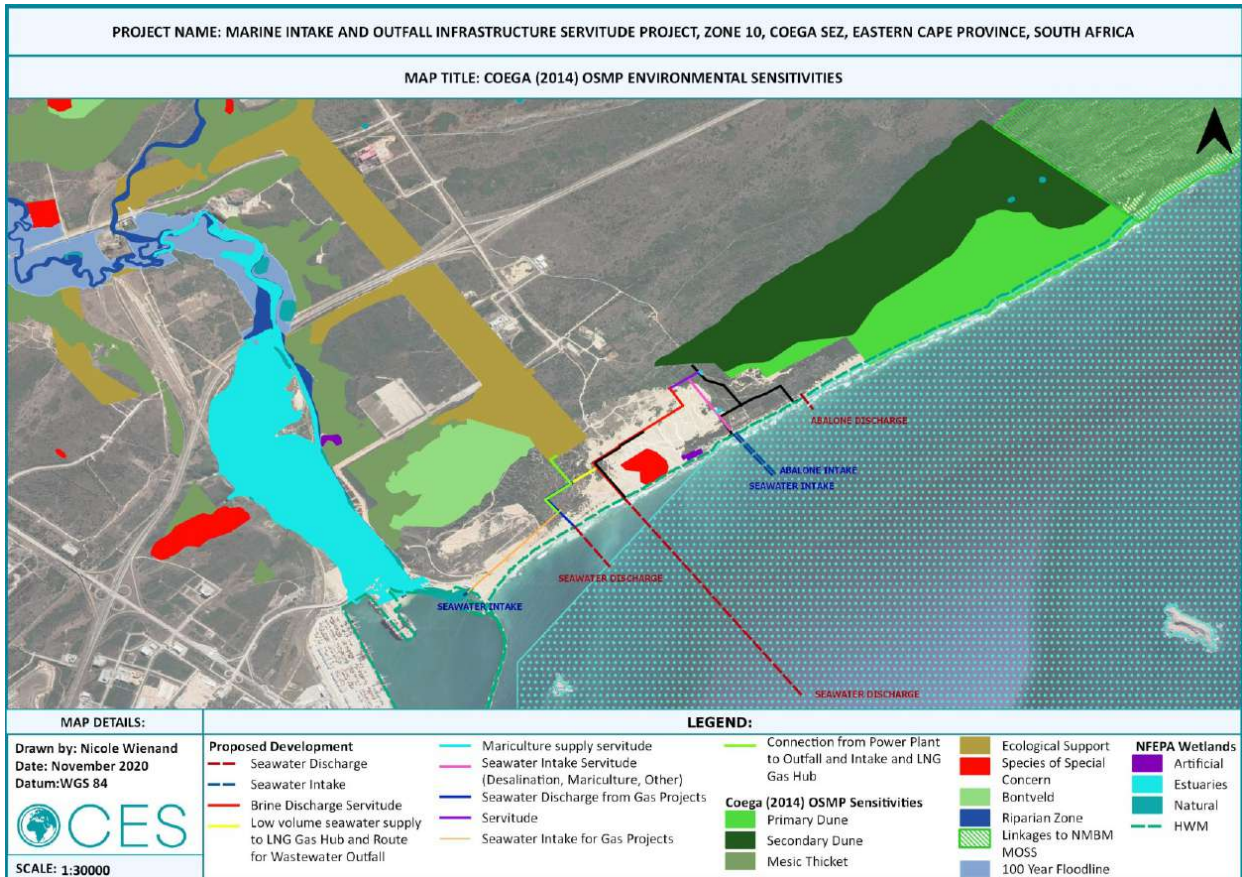 PROJECT NAME: MARINE INTAKE AND OUTFALL INFRASTRUCTURE SERVITUDE PROJECT, ZONE 10, COEGA SEZ, EASTERN CAPE PROVINCE, SOUTH AFRICA
MAP TITLE: COEGA (2014) OSMP ENVIRONMENTAL SENSITIVITIES
ABALONE DISCHARGE
ABALONE INTAKE
SEAWATER INTAKE
SEAWATER DISCHARGE
SEAWATER INTAKE
SEAWATER DISCHARGE
MAP DETAILS:
Drawn by: Nicole Wienand
Date: November 2020
Datum:WGS 84
CES
SCALE: 1:30000
LEGEND:
Proposed Development
Seawater Discharge
Seawater Intake
Brine Discharge Servitude
Low volume seawater supply
to LNG Gas Hub and Route
for Wastewater Outfall
Mariculture supply servitude
Seawater Intake Servitude
(Desalination, Mariculture, Other)
Seawater Discharge from Gas Projects
Servitude
Seawater Intake for Gas Projects
Connection from Power Plant
to Outfall and Intake and LNG
Gas Hub
Coega (2014) OSMP Sensitivities
Primary Dune
Secondary Dune
Mesic Thicket
Ecological Support
Species of Special
Concern
Bontveld
Riparian Zone
Linkages to NMBM
MOSS
100 Year Floodline
NFEPA Wetlands
Artificial
Estuaries
Natural
HWM